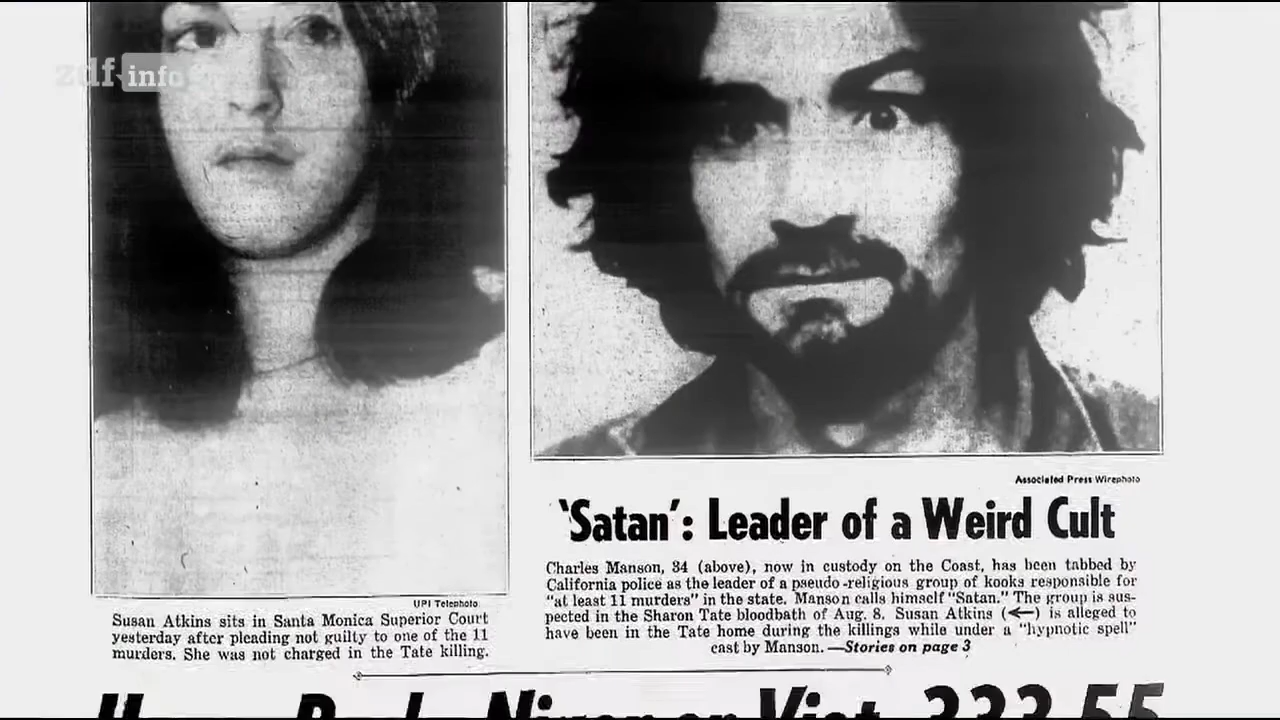 zdf info
UPI Telephoto
Susan Atkins sits in Santa Monica Superior Court
yesterday after pleading not guilty to one of the 11
murders. She was not charged in the Tate killing.
Associated Press Wirephoto
'Satan': Leader of a Weird Cult
Charles Manson, 34 (above), now in custody on the Coast, has been tabbed by
California police as the leader of a pseudo-religious group of kooks responsible for
"at least 11 murders" in the state. Manson calls himself "Satan." The group is sus-
pected in the Sharon Tate bloodbath of Aug. 8. Susan Atkins (←) is alleged to
have been in the Tate home during the killings while under a "hypnotic spell"
cast by Manson. —Stories on page 3
Nixon on Viet, 333-55